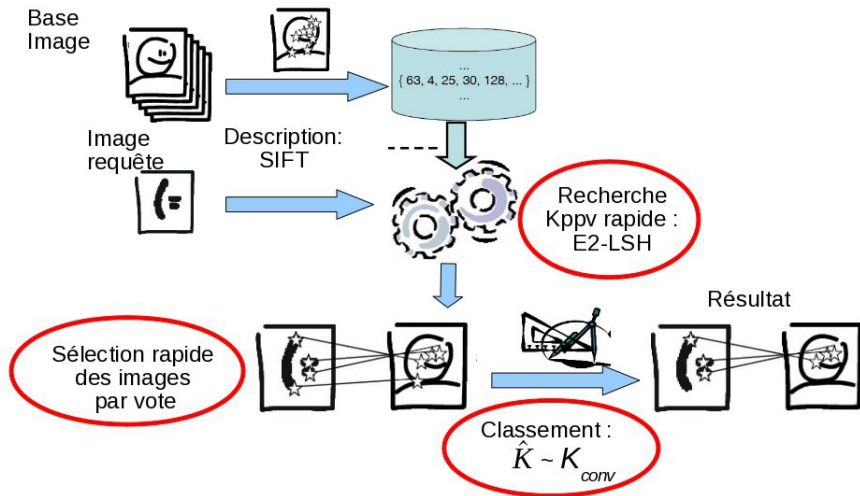 Base
Image
...
{ 63, 4, 25, 30, 128, ... }
...
Image
requête
Description:
SIFT
Recherche
Kppv rapide :
E2-LSH
Résultat
Sélection rapide
des images
par vote
Classement :
K̂ ~ K_conv